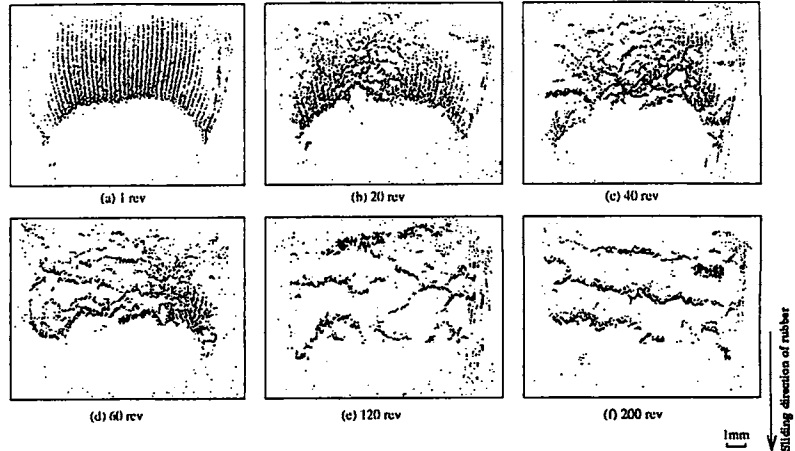 (a) 1 rev
(b) 20 rev
(c) 40 rev
(d) 60 rev
(e) 120 rev
(f) 200 rev
Sliding direction of rubber
1mm